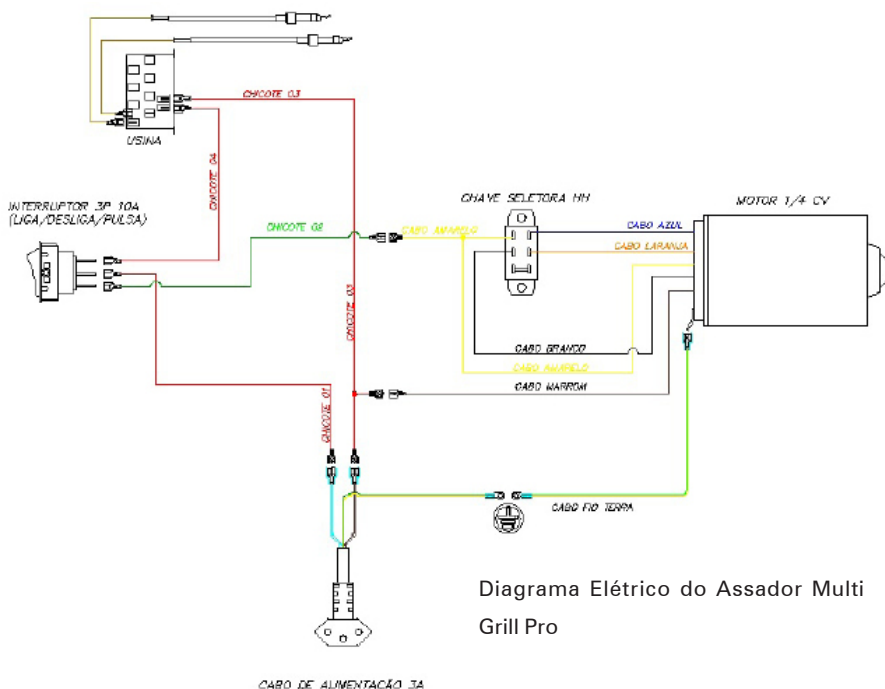 CHICOTE 03
USINA
CHICOTE 04
INTERRUPTOR 3P 10A
(LIGA/DESLIGA/PULSA)
CHICOTE 02
CABO AMARELO
CHAVE SELETORA HH
MOTOR 1/4 CV
CABO AZUL
CABO LARANJA
CHICOTE 03
CABO BRANCO
CABO AMARELO
CABO MARROM
CHICOTE 01
CABO FIO TERRA
Diagrama Elétrico do Assador Multi
Grill Pro
CABO DE ALIMENTAÇÃO 3A